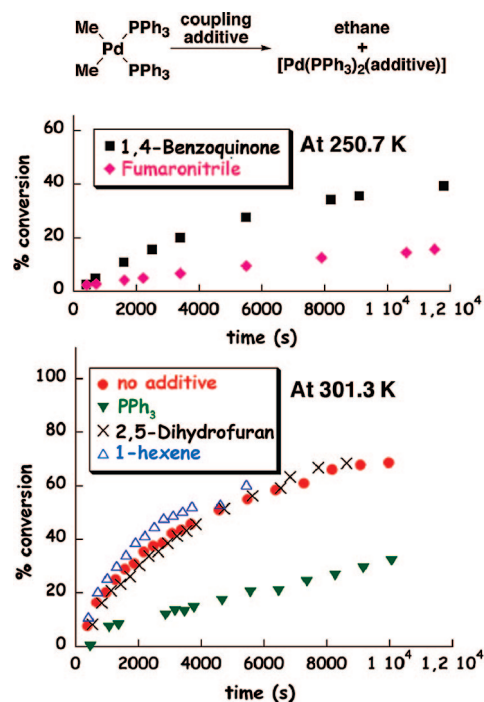 Me PPh3 coupling ethane
Pd additive +
Me PPh3 [Pd(PPh3)2(additive)]
60
40
20
0
% conversion
1,4-Benzoquinone
Fumaronitrile
At 250.7 K
0 2000 4000 6000 8000 1 10^4 1,2 10^4
time (s)
100
80
60
40
20
0
% conversion
no additive
PPh3
2,5-Dihydrofuran
1-hexene
At 301.3 K
0 2000 4000 6000 8000 1 10^4 1,2 10^4
time (s)